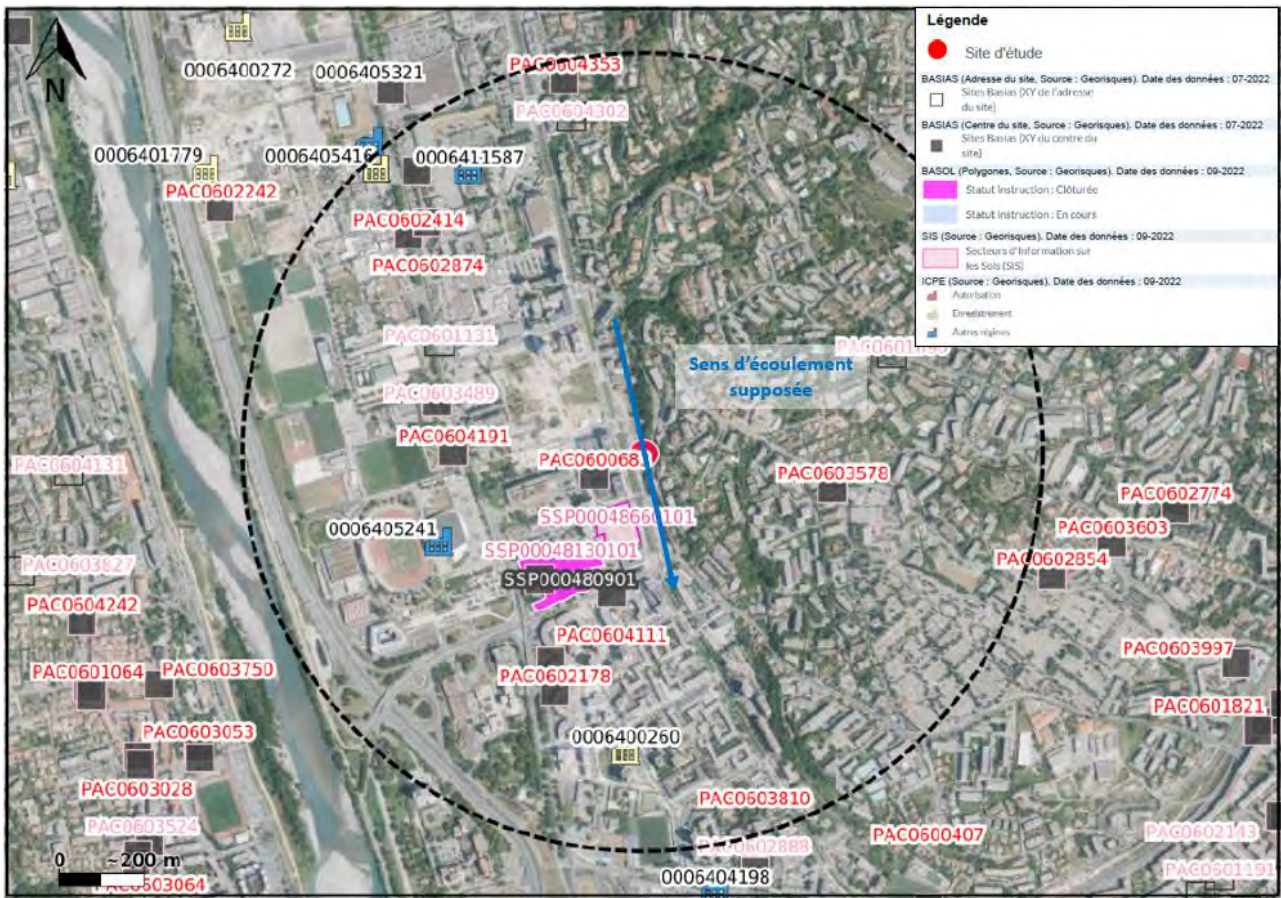 Légende
Site d'étude
BASIAS (Adresse du site, Source : Georisques). Date des données : 07-2022
Sites Basias (XY de l'adresse
du site)
BASIAS (Centre du site, Source : Georisques). Date des données : 07-2022
Sites Basias (XY du centre du
site)
BASOL (Polygones, Source : Georisques). Date des données : 09-2022
Statut instruction : Clôturée
Statut instruction : En cours
SIS (Source : Georisques). Date des données : 09-2022
Secteurs d'Information sur
les Sols (SIS)
ICPE (Source : Georisques). Date des données : 09-2022
Autorisation
Enregistrement
Autres régimes
N
0006400272
0006405321
PAC0604353
PAC0604302
0006401779
0006405416
0006411587
PAC0602242
PAC0602414
PAC0602874
PAC0601131
Sens d'écoulement
supposée
PAC0603489
PAC0604191
PAC0604131
PAC060068
PAC0603578
PAC0602774
SSP00048660101
PAC0603603
0006405241
SSP00048130101
PAC0602854
PAC0603827
SSP000480901
PAC0604242
PAC0604111
PAC0603997
PAC0601064
PAC0603750
PAC0602178
PAC0601821
PAC0603053
0006400260
PAC0603028
PAC0603810
PAC0603524
PAC0600407
PAC0602143
PAC0602888
0 ~200 m
0006404198
PAC0601191
PAC0603064